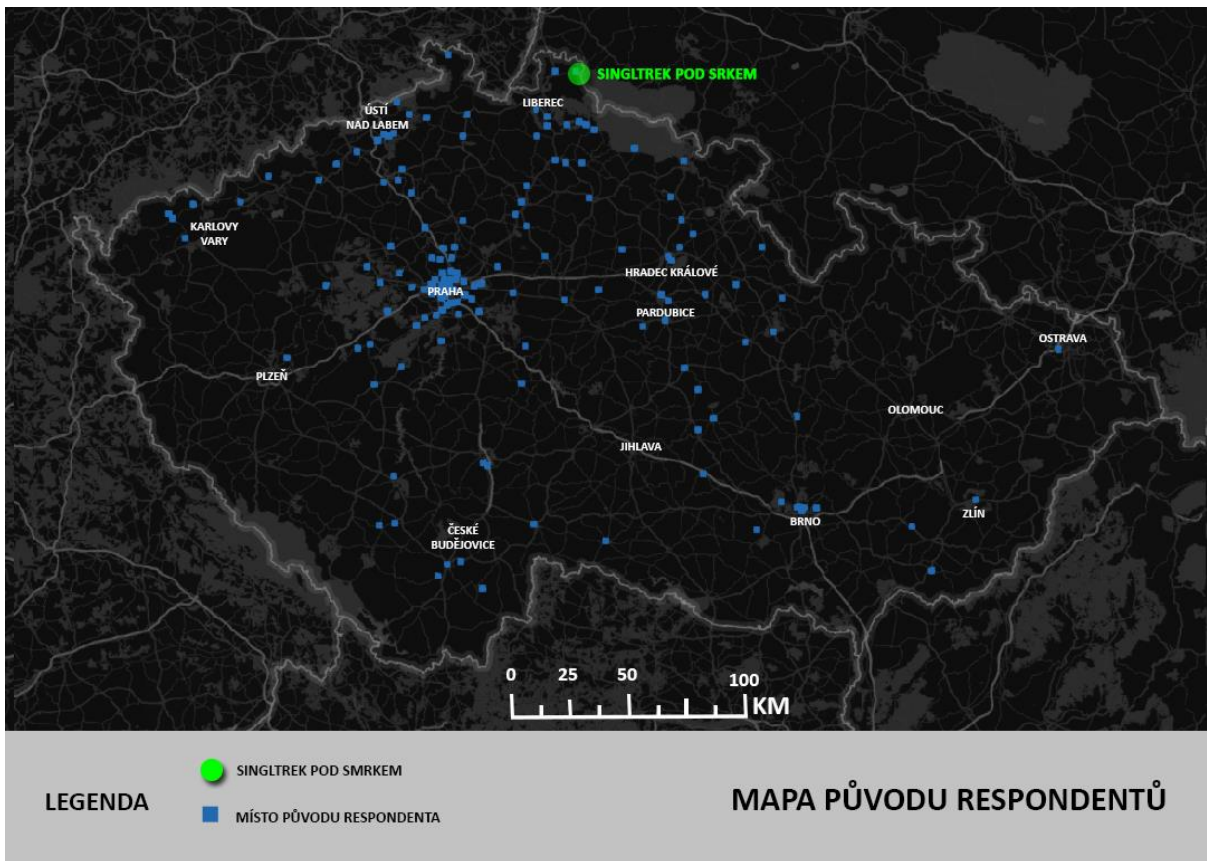 SINGLTREK POD SRKEM
LIBEREC
ÚSTÍ
NAD LABEM
KARLOVY
VARY
HRADEC KRÁLOVÉ
PRAHA
PARDUBICE
OSTRAVA
PLZEŇ
OLOMOUC
JIHLAVA
ZLÍN
BRNO
ČESKÉ
BUDĚJOVICE
0 25 50 100
KM
LEGENDA
SINGLTREK POD SMRKEM
MÍSTO PŮVODU RESPONDENTA
MAPA PŮVODU RESPONDENTŮ